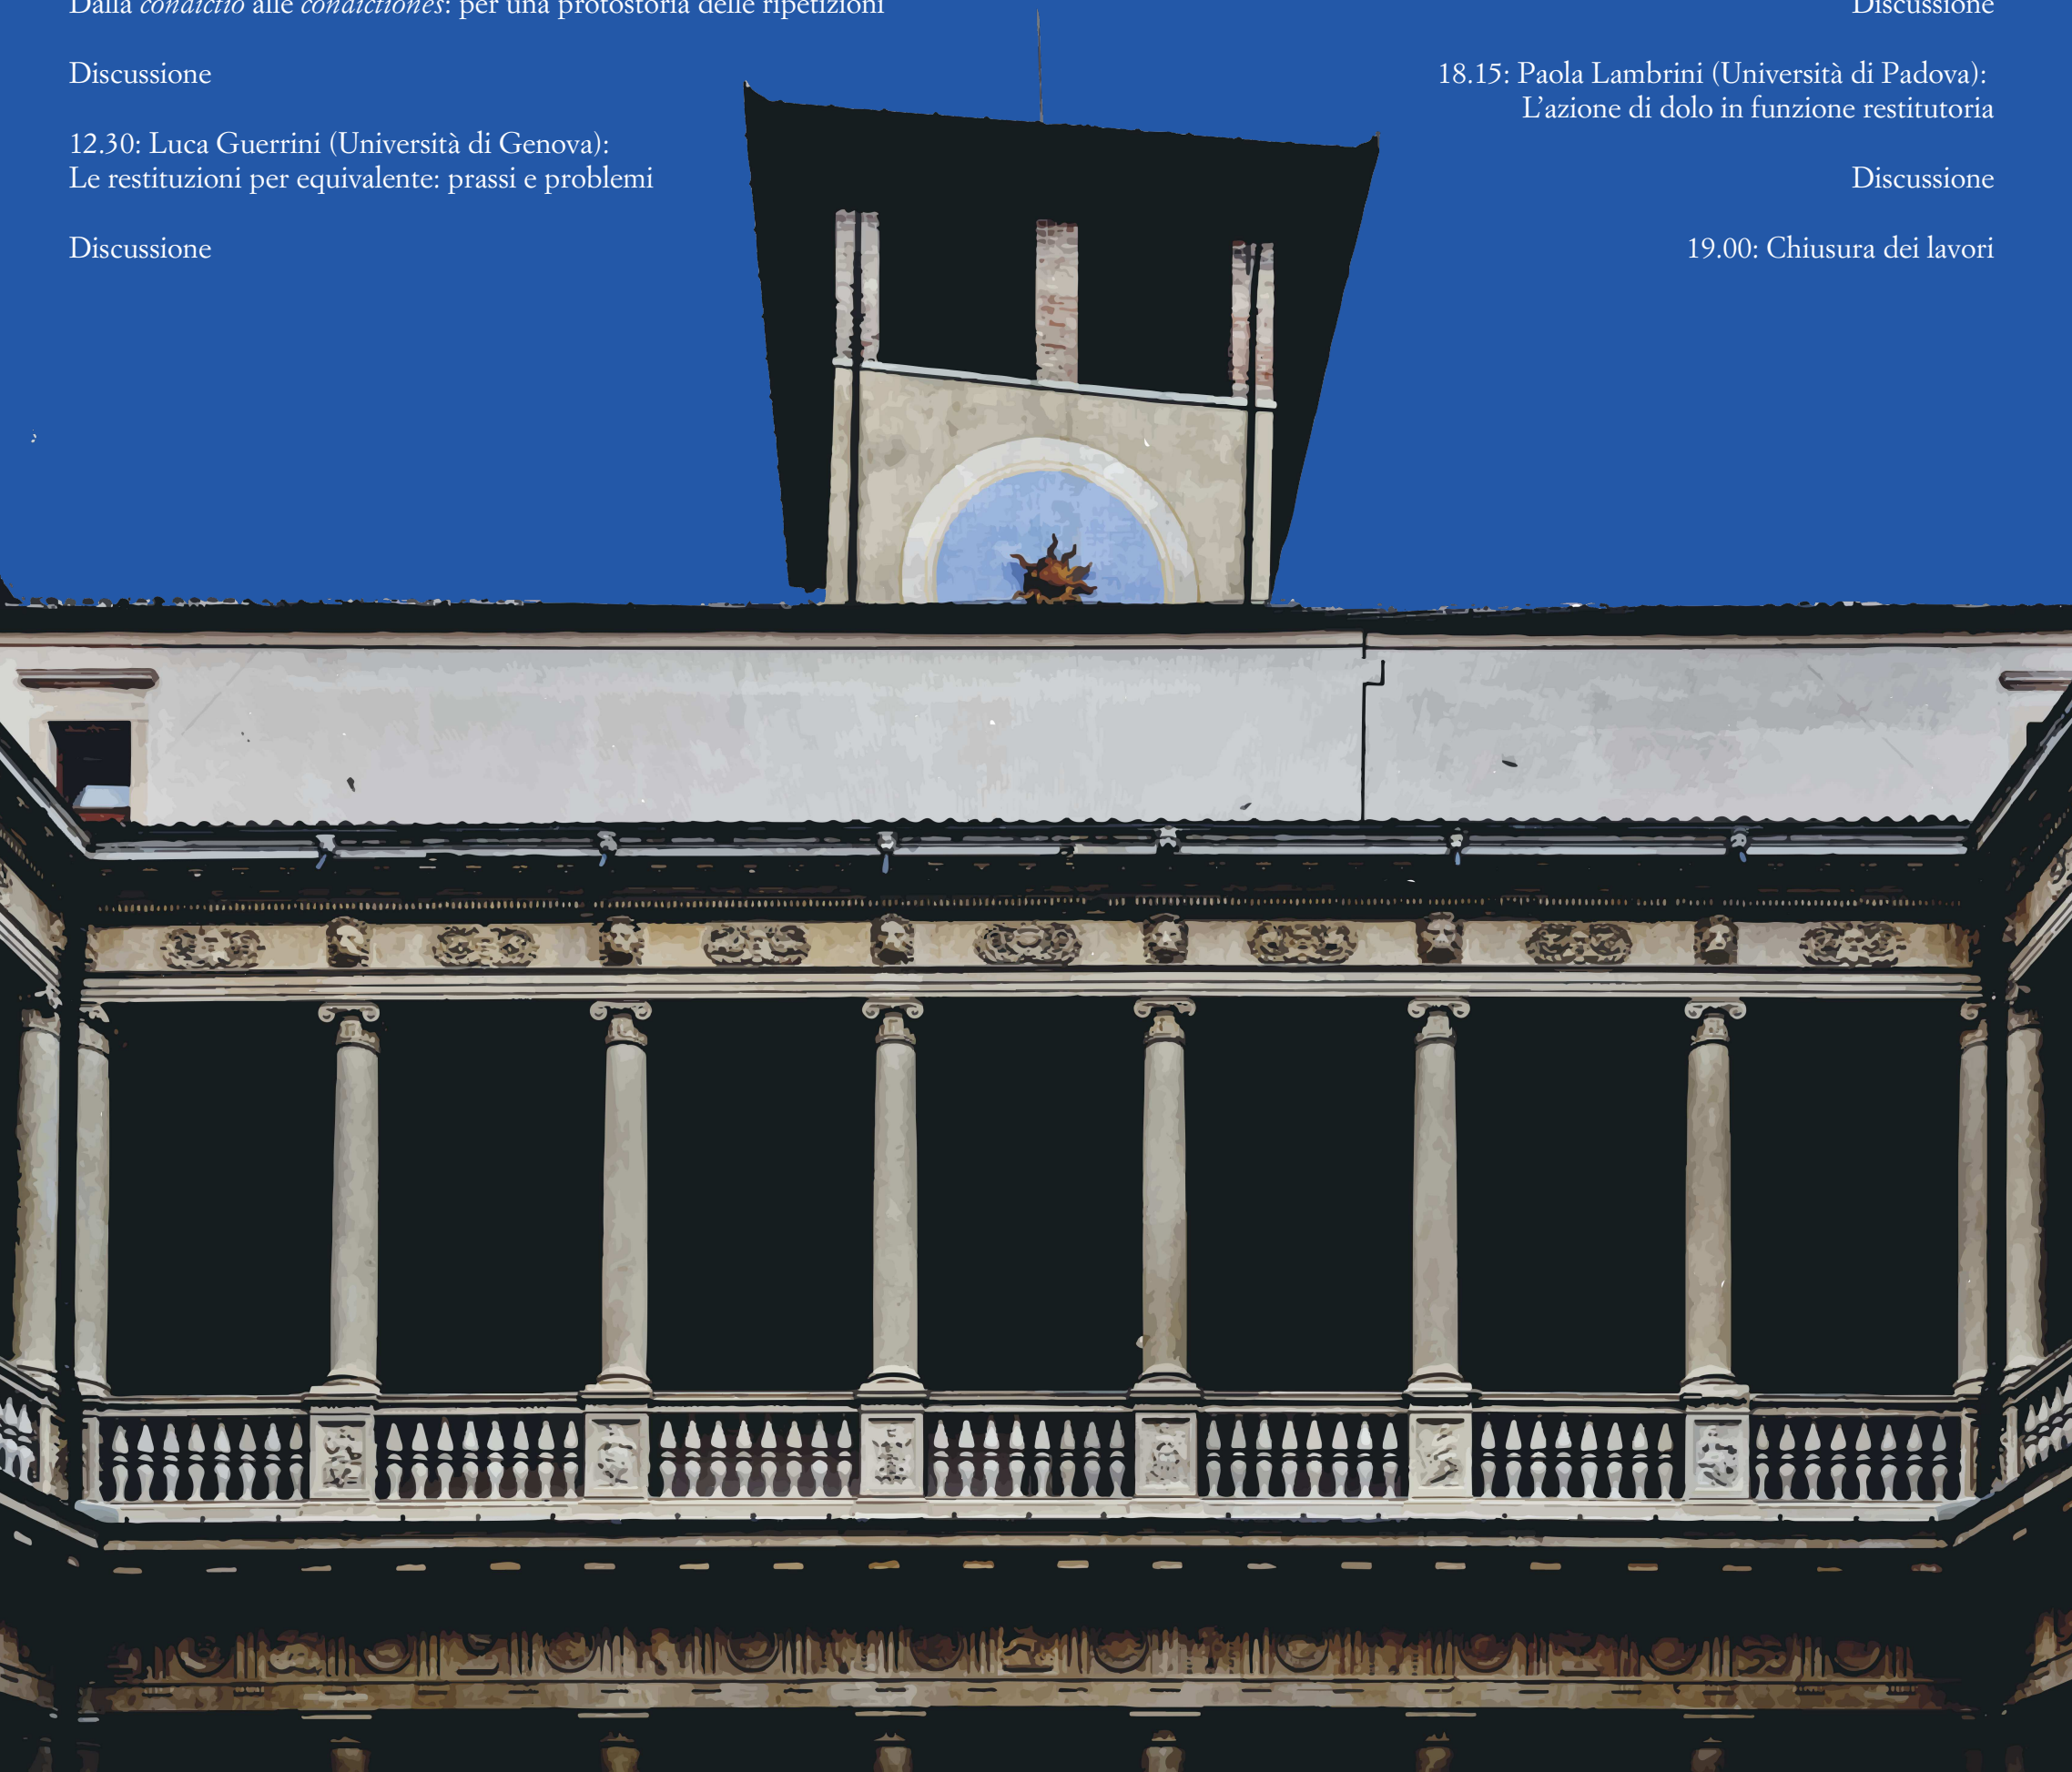 Dalla condictio alle condictiones: per una protostoria delle ripetizioni
Discussione
12.30: Luca Guerrini (Università di Genova):
Le restituzioni per equivalente: prassi e problemi
Discussione
Discussione
18.15: Paola Lambrini (Università di Padova):
L’azione di dolo in funzione restitutoria
Discussione
19.00: Chiusura dei lavori